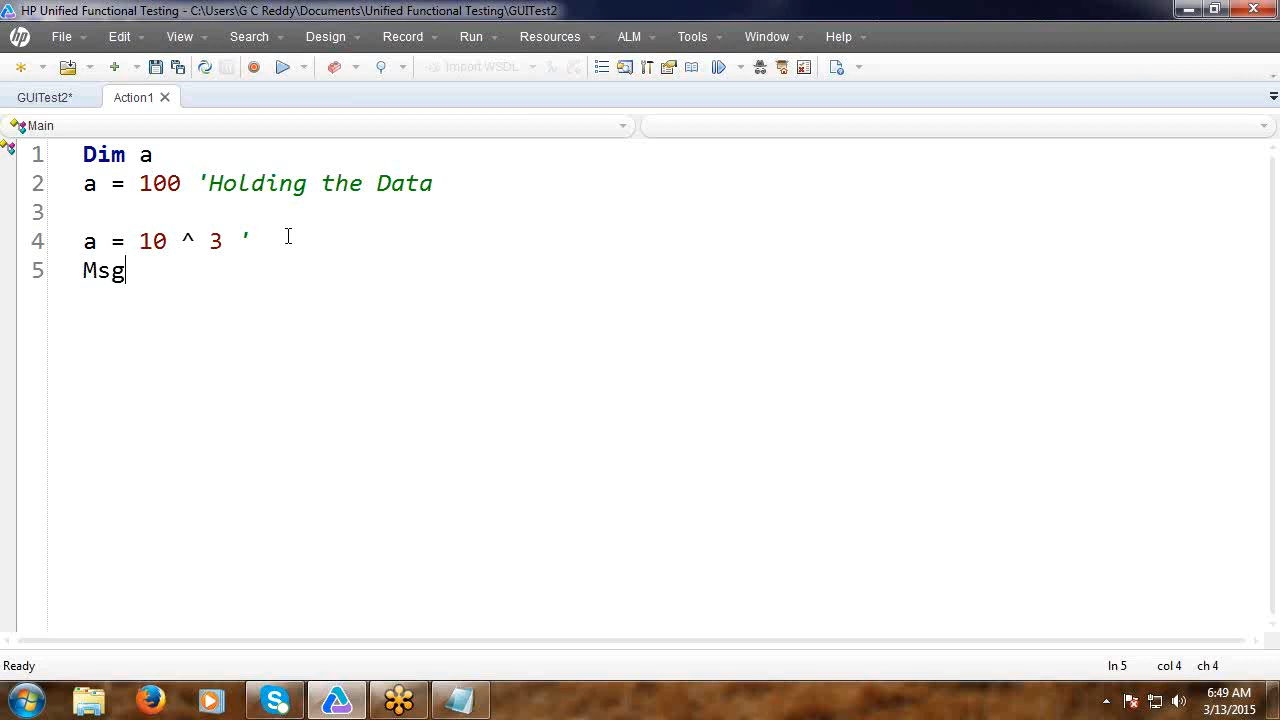 HP Unified Functional Testing - C:\Users\G C Reddy\Documents\Unified Functional Testing\GUITest2
hp File Edit View Search Design Record Run Resources ALM Tools Window Help
Import WSDL
GUITest2* Action1
Main
1 Dim a
2 a = 100 'Holding the Data
3
4 a = 10 ^ 3 '
5 Msg
Ready ln 5 col 4 ch 4
6:49 AM
3/13/2015